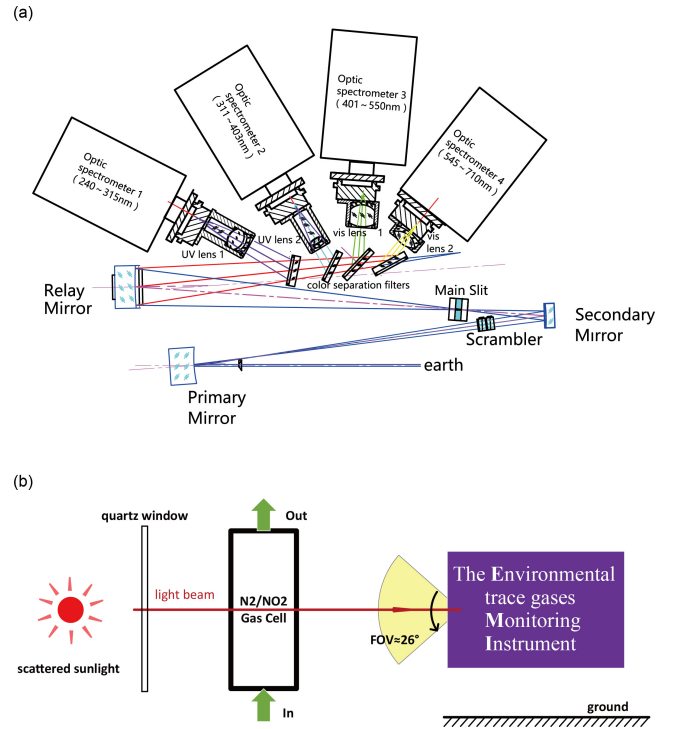 (a)
Optic
spectrometer 1
( 240~315nm)
Optic
spectrometer 2
( 311~403nm)
Optic
spectrometer 3
( 401~550nm)
Optic
spectrometer 4
( 545~710nm)
UV lens 1
UV lens 2
vis lens 1
vis
lens 2
color separation filters
Relay
Mirror
Main Slit
Scrambler
Secondary
Mirror
earth
Primary
Mirror
(b)
quartz window
Out
light beam
N2/NO2
Gas Cell
scattered sunlight
In
FOV≈26°
The Environmental
trace gases
Monitoring
Instrument
ground